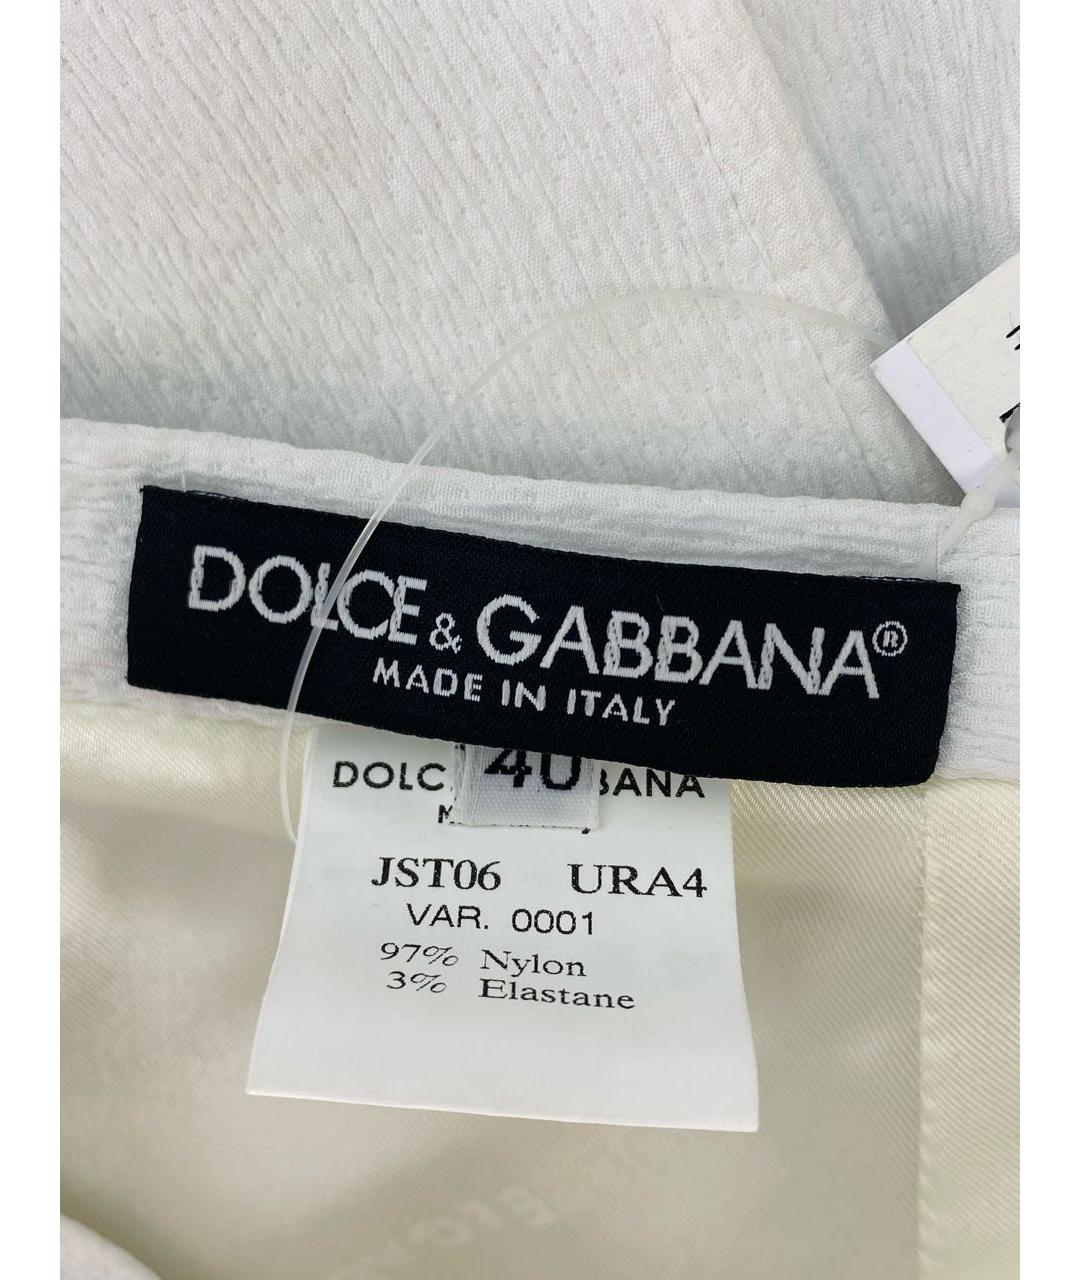 DOLCE & GABBANA®
MADE IN ITALY
40
JST06 URA4
VAR. 0001
97% Nylon
3% Elastane